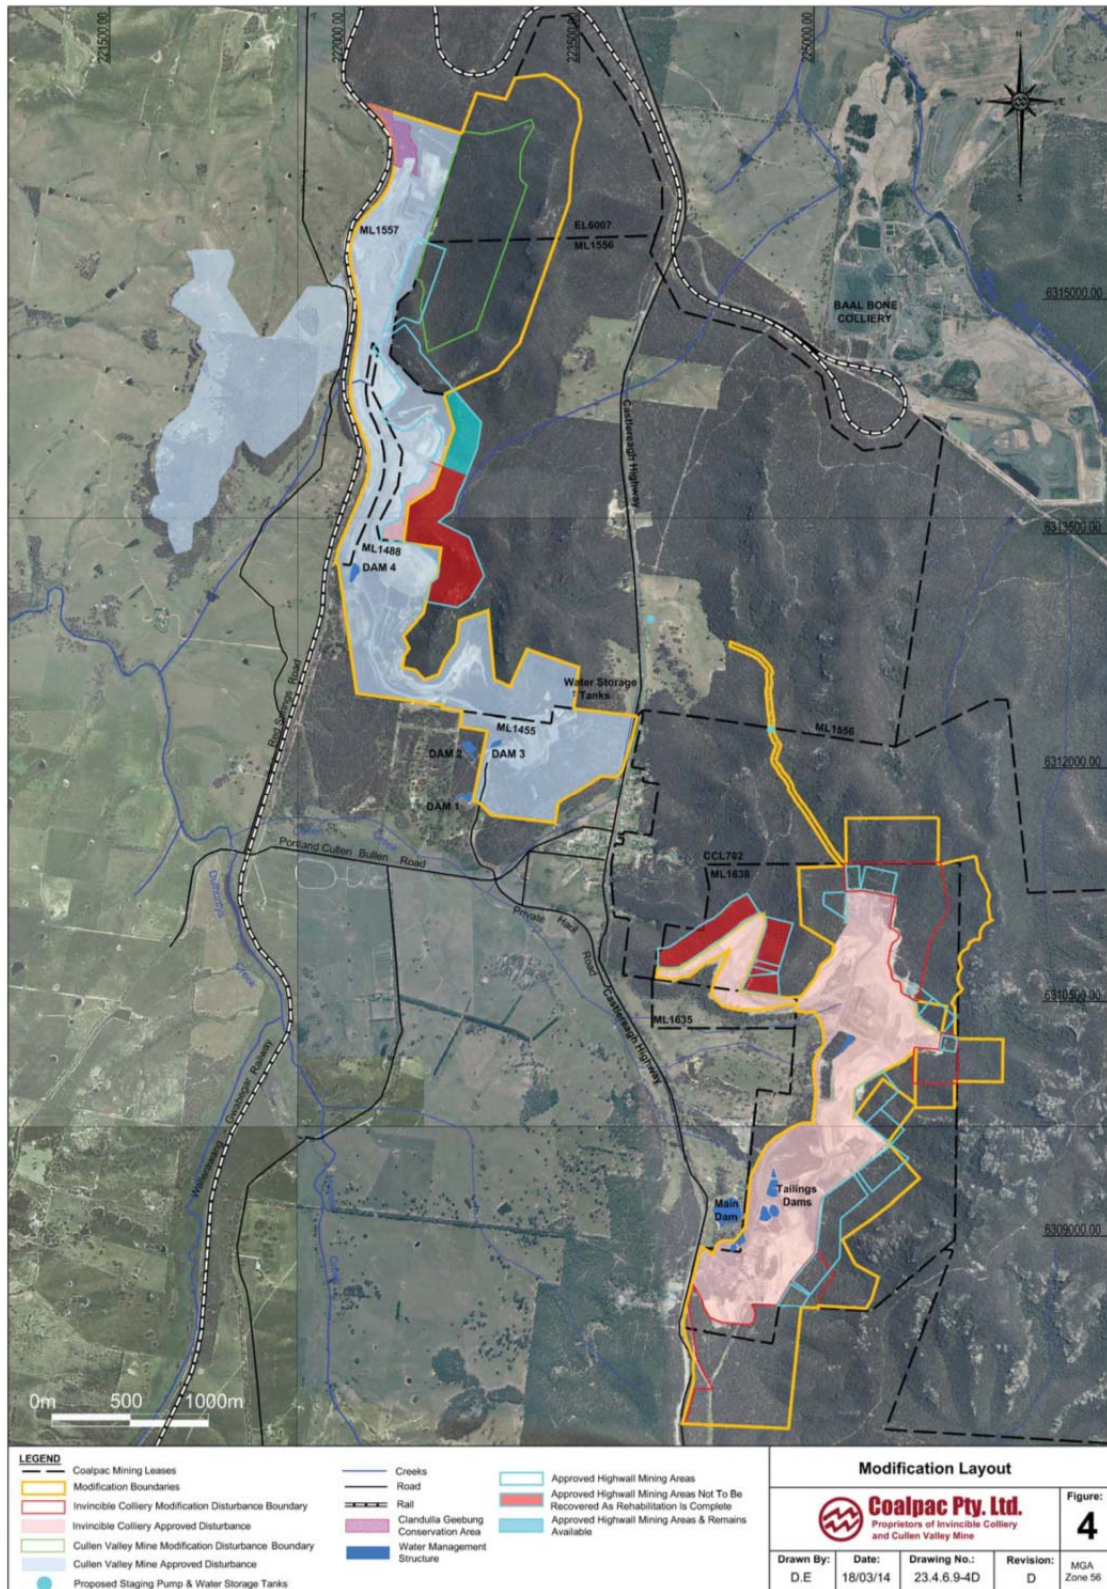 221500.00
222000.00
223500.00
225000.00
N
W
E
S
ML1557
EL6007
ML1556
6315000.00
BAAL BONE
COLLIERY
Castlereagh Highway
6313500.00
ML1488
DAM 4
Red Springs Road
Water Storage
Tanks
ML1455
DAM 2
DAM 3
ML1556
6312000.00
DAM 1
Portland Cullen Bullen Road
Creek
CCL702
ML1638
Private Haul Road
Creek
6310500.00
ML1635
Castlereagh Highway
Railway
Main
Dam
Tailings
Dams
6309000.00
0m 500 1000m
LEGEND
Coalpac Mining Leases
Modification Boundaries
Invincible Colliery Modification Disturbance Boundary
Invincible Colliery Approved Disturbance
Cullen Valley Mine Modification Disturbance Boundary
Cullen Valley Mine Approved Disturbance
Proposed Staging Pump & Water Storage Tanks
Creeks
Road
Rail
Clandulla Geebung
Conservation Area
Water Management
Structure
Approved Highwall Mining Areas
Approved Highwall Mining Areas Not To Be
Recovered As Rehabilitation Is Complete
Approved Highwall Mining Areas & Remains
Available
Modification Layout
Coalpac Pty. Ltd.
Proprietors of Invincible Colliery
and Cullen Valley Mine
Figure:
4
Drawn By:
D.E
Date:
18/03/14
Drawing No.:
23.4.6.9-4D
Revision:
D
MGA
Zone 56